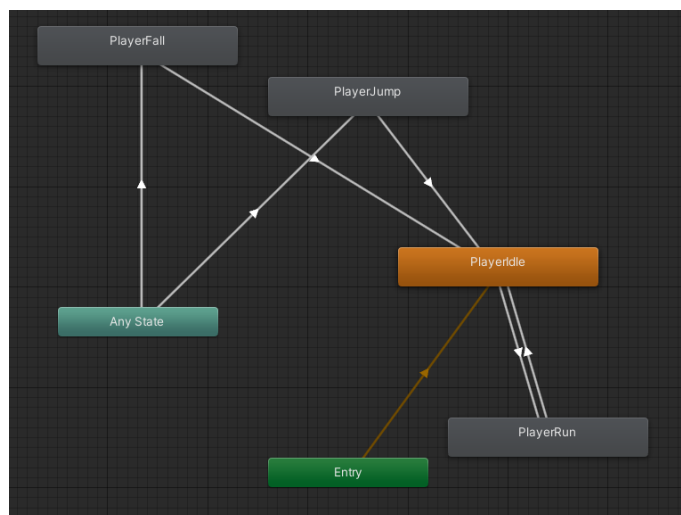 PlayerFall
PlayerJump
PlayerIdle
Any State
PlayerRun
Entry